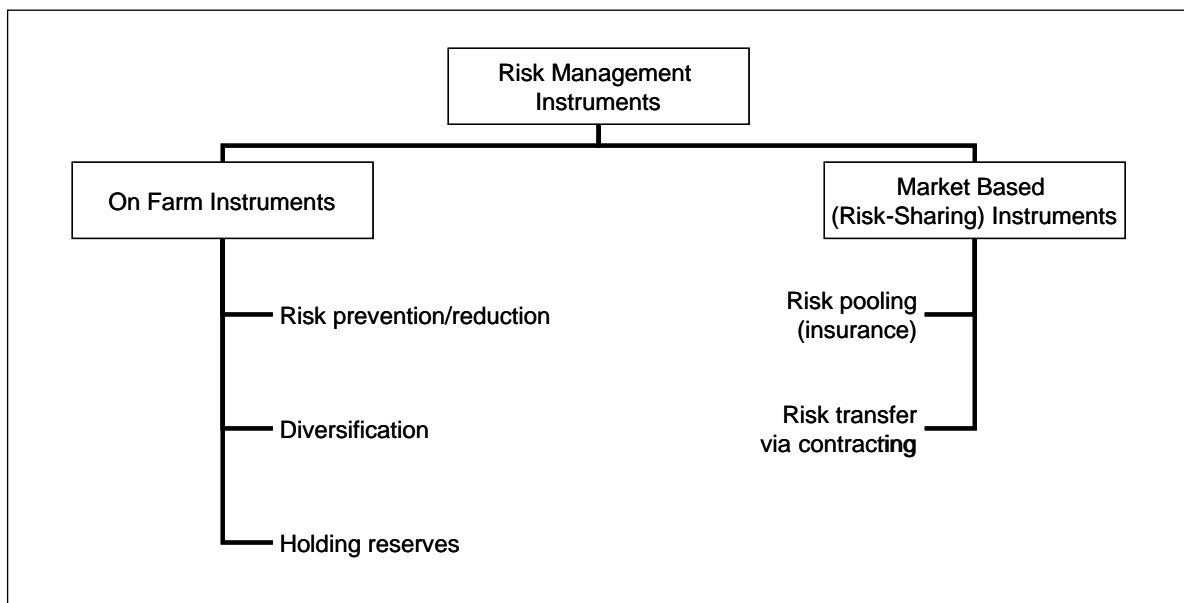 Risk Management
Instruments
On Farm Instruments
Market Based
(Risk-Sharing) Instruments
Risk prevention/reduction
Diversification
Holding reserves
Risk pooling
(insurance)
Risk transfer
via contracting